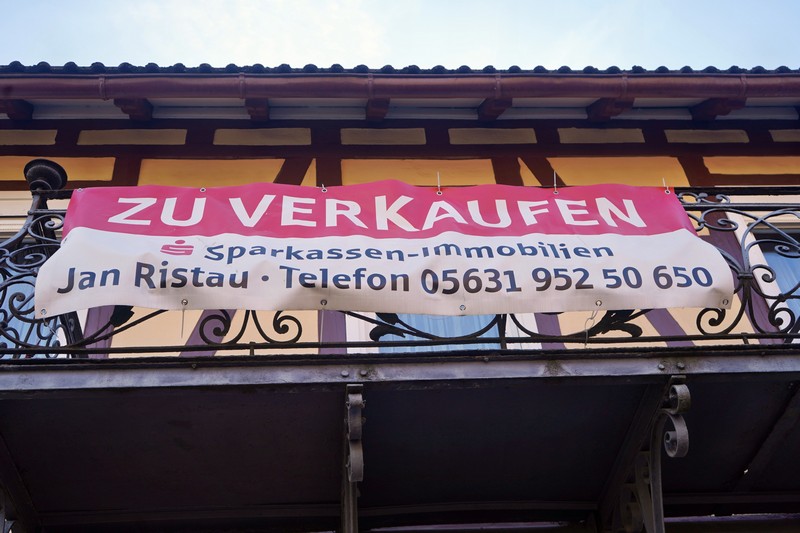 ZU VERKAUFEN
Sparkassen-Immobilien
Jan Ristau · Telefon 05631 952 50 650